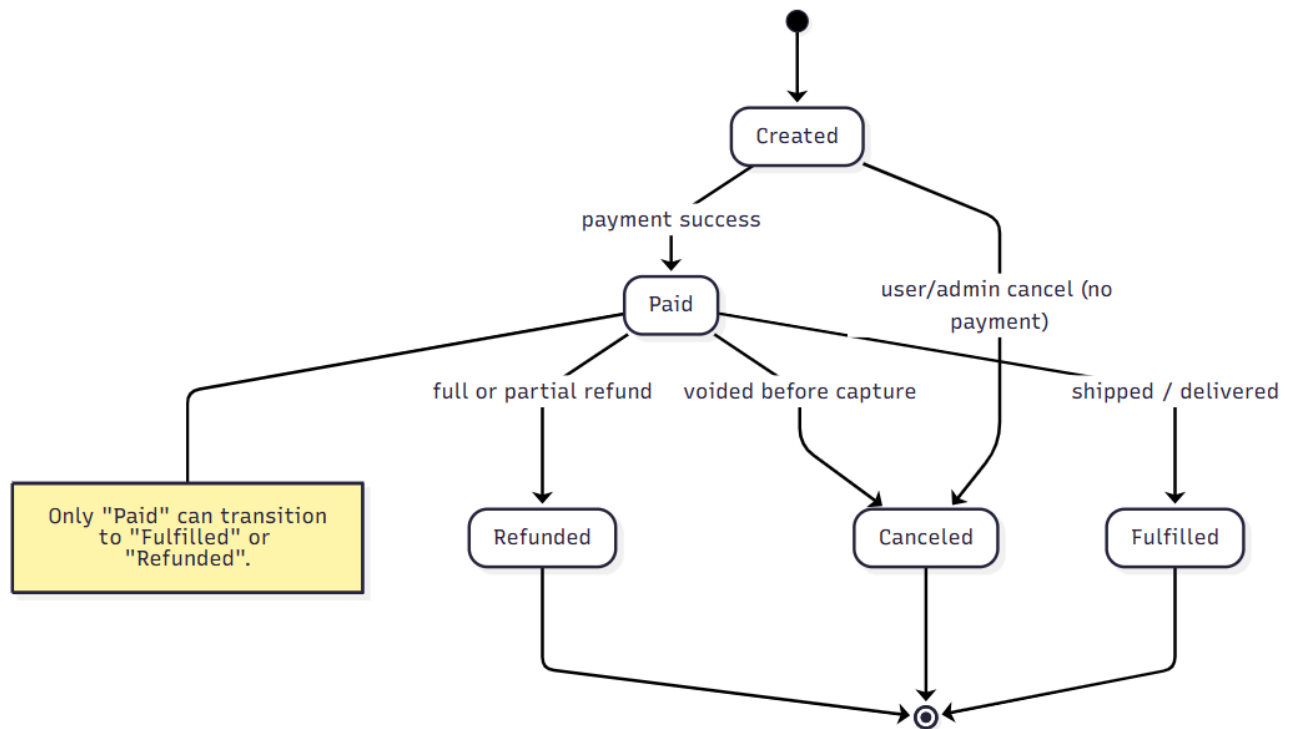 Created
payment success
user/admin cancel (no
payment)
Paid
full or partial refund
voided before capture
shipped / delivered
Only "Paid" can transition
to "Fulfilled" or
"Refunded".
Refunded
Canceled
Fulfilled